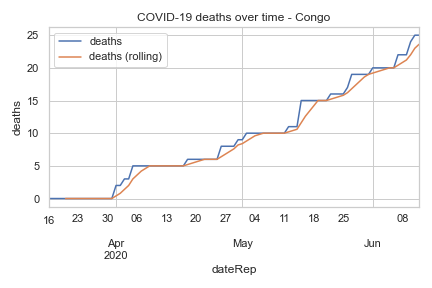 COVID-19 deaths over time - Congo
deaths
deaths (rolling)
25
20
15
10
5
0
deaths
16 23 30 06 13 20 27 04 11 18 25 08
Apr May Jun
2020
dateRep